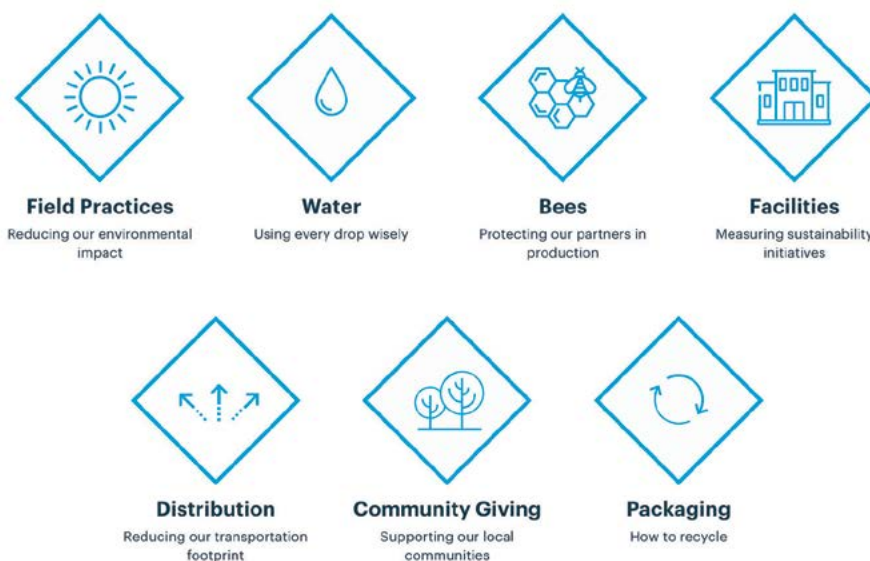 Field Practices
Reducing our environmental
impact
Water
Using every drop wisely
Bees
Protecting our partners in
production
Facilities
Measuring sustainability
initiatives
Distribution
Reducing our transportation
footprint
Community Giving
Supporting our local
communities
Packaging
How to recycle